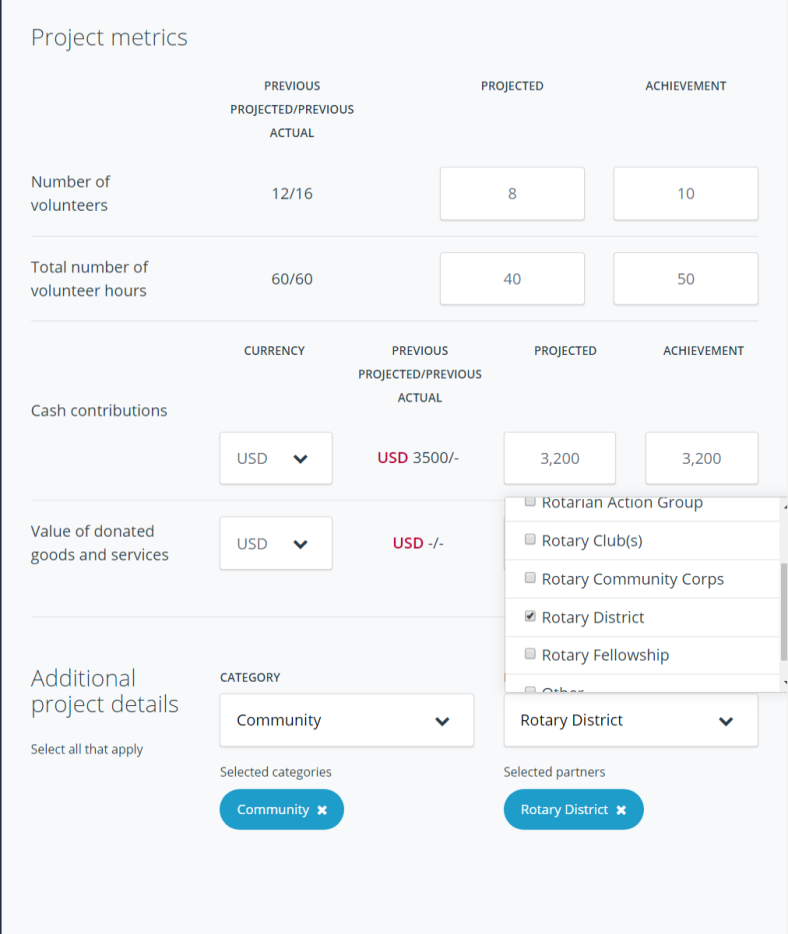 Project metrics
PREVIOUS
PROJECTED/PREVIOUS
ACTUAL
PROJECTED
ACHIEVEMENT
Number of
volunteers
12/16
8
10
Total number of
volunteer hours
60/60
40
50
CURRENCY
PREVIOUS
PROJECTED/PREVIOUS
ACTUAL
PROJECTED
ACHIEVEMENT
Cash contributions
USD
USD 3500/-
3,200
3,200
Value of donated
goods and services
USD
USD -/-
Rotarian Action Group
Rotary Club(s)
Rotary Community Corps
Rotary District
Rotary Fellowship
Other
Additional
project details
Select all that apply
CATEGORY
Community
Rotary District
Selected categories
Community
Selected partners
Rotary District